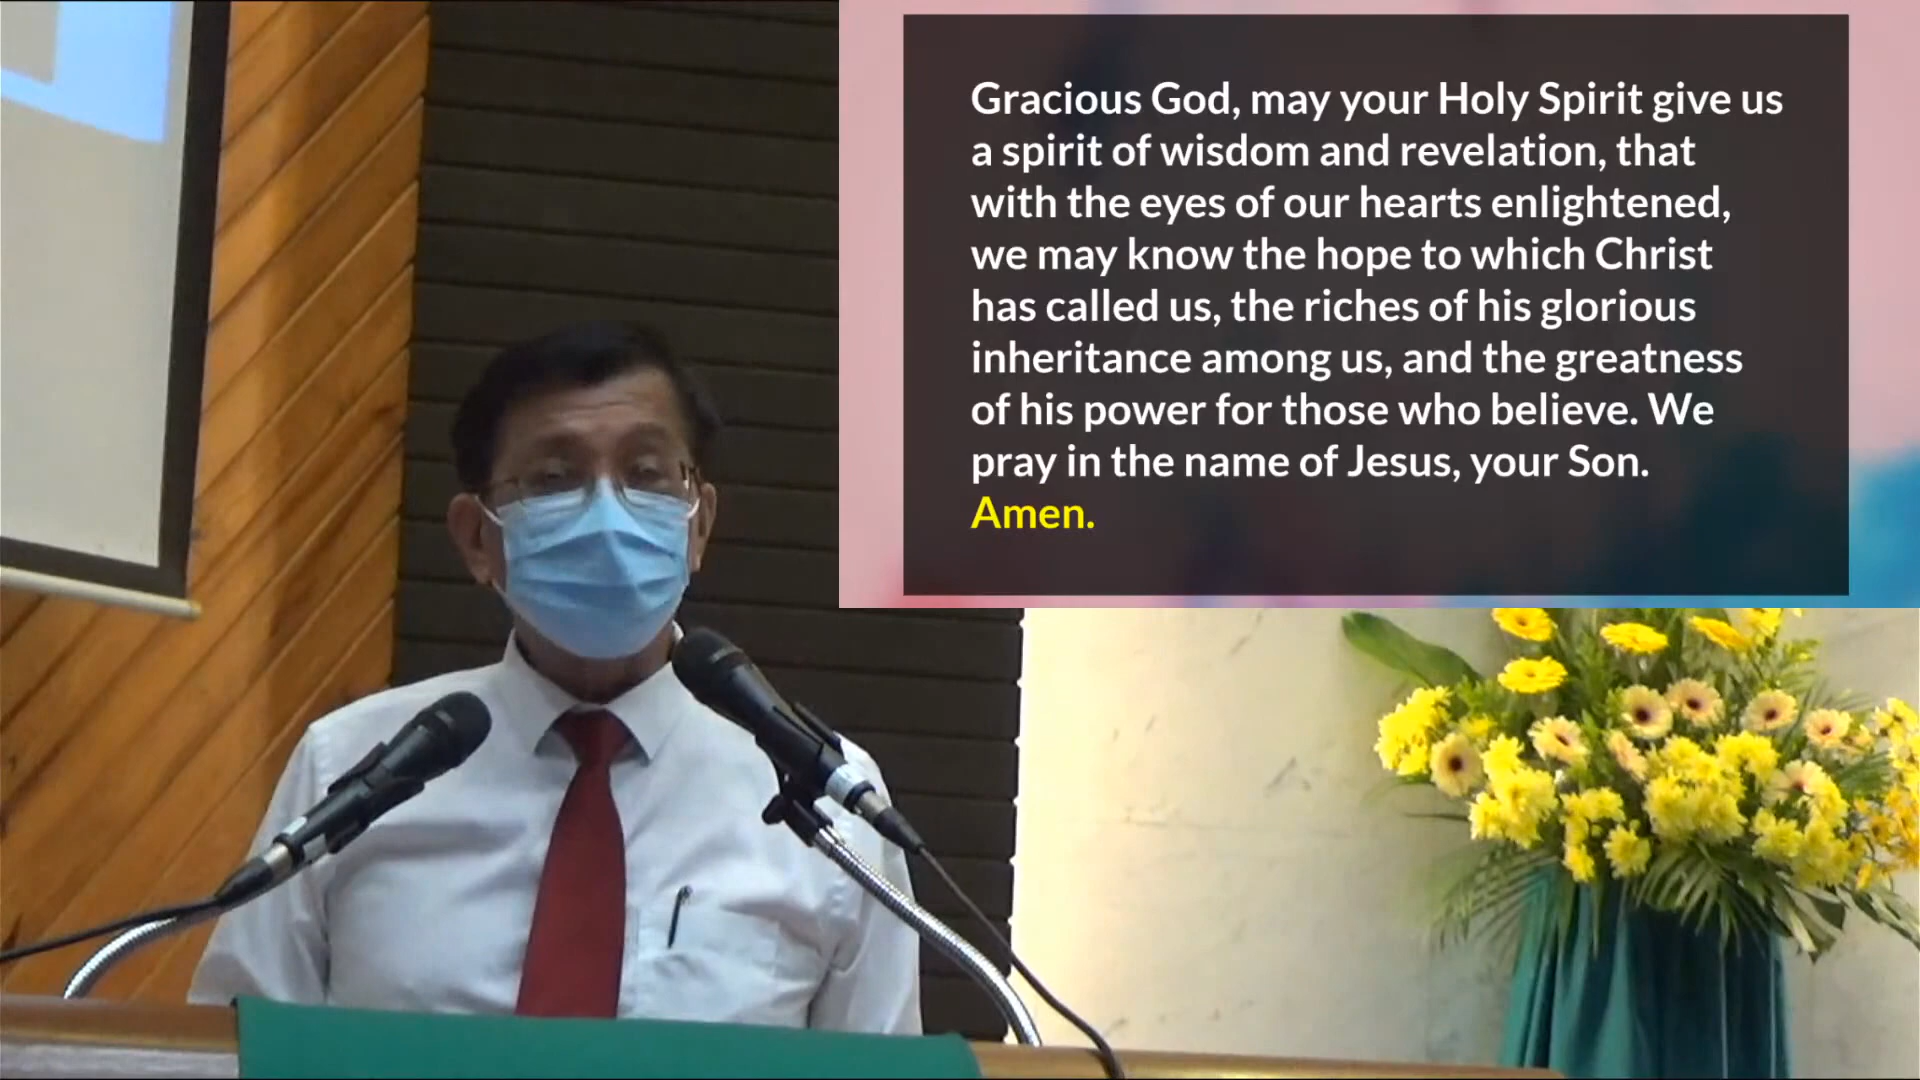 Gracious God, may your Holy Spirit give us
a spirit of wisdom and revelation, that
with the eyes of our hearts enlightened,
we may know the hope to which Christ
has called us, the riches of his glorious
inheritance among us, and the greatness
of his power for those who believe. We
pray in the name of Jesus, your Son.
Amen.